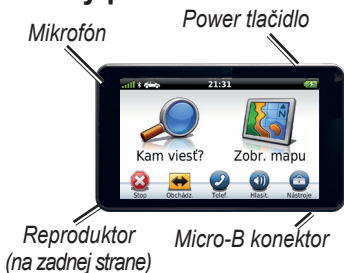 Mikrofón
Power tlačidlo
21:31
Kam viesť?
Zobr. mapu
N
Stop
Obchádz.
Telef.
Hlasit.
Nástroje
Reproduktor
(na zadnej strane)
Micro-B konektor